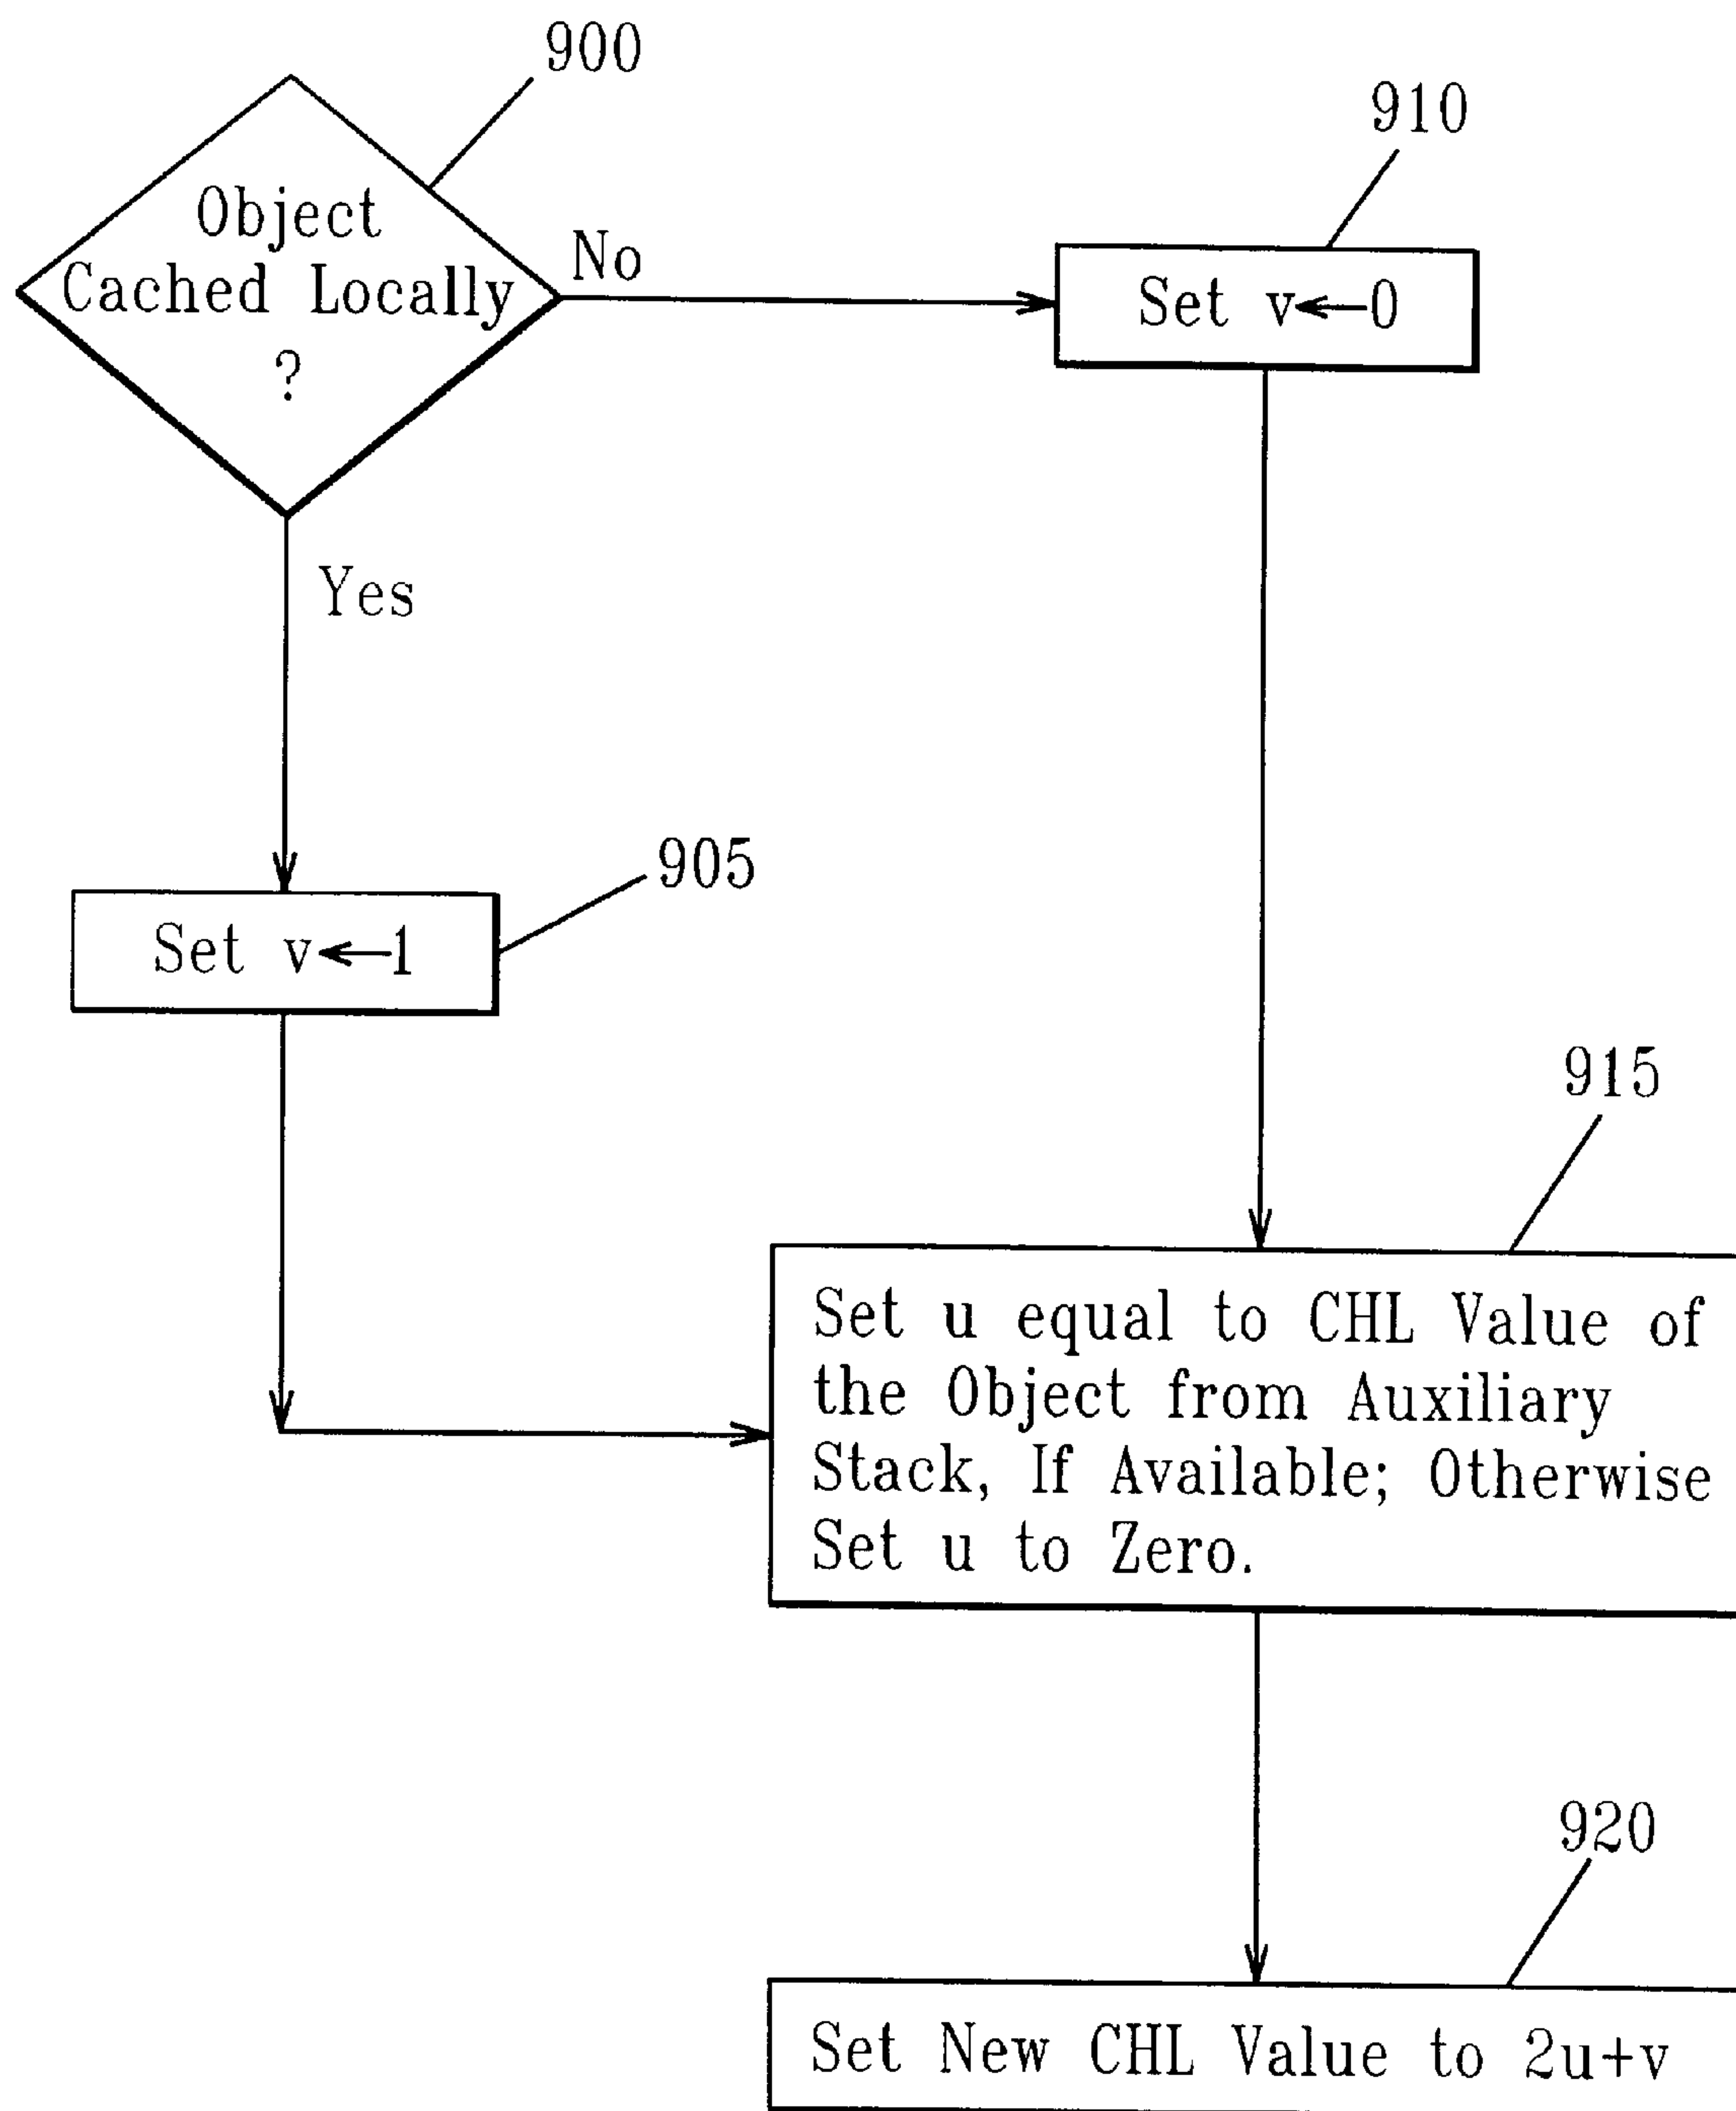 900
910
Object
Cached Locally
?
No
Set v←0
Yes
905
Set v←1
915
Set u equal to CHL Value of
the Object from Auxiliary
Stack, If Available; Otherwise
Set u to Zero.
920
Set New CHL Value to 2u+v